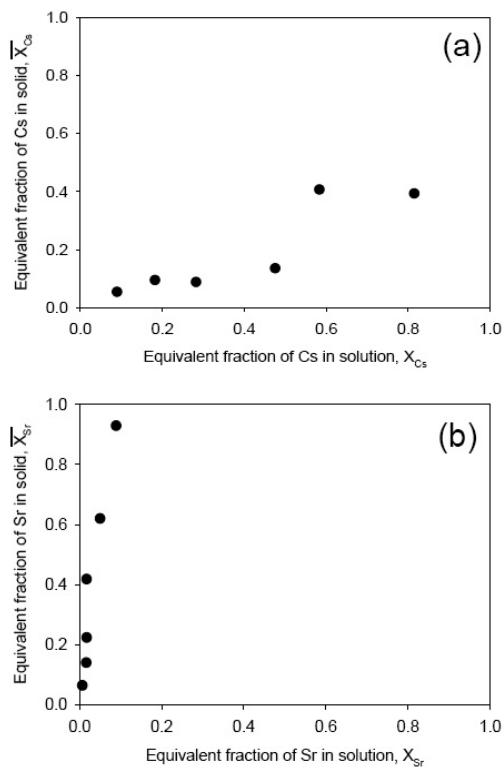 (a)
Equivalent fraction of Cs in solid, X̅Cs
1.0
0.8
0.6
0.4
0.2
0.0
0.0 0.2 0.4 0.6 0.8 1.0
Equivalent fraction of Cs in solution, XCs
(b)
Equivalent fraction of Sr in solid, X̅Sr
1.0
0.8
0.6
0.4
0.2
0.0
0.0 0.2 0.4 0.6 0.8 1.0
Equivalent fraction of Sr in solution, XSr